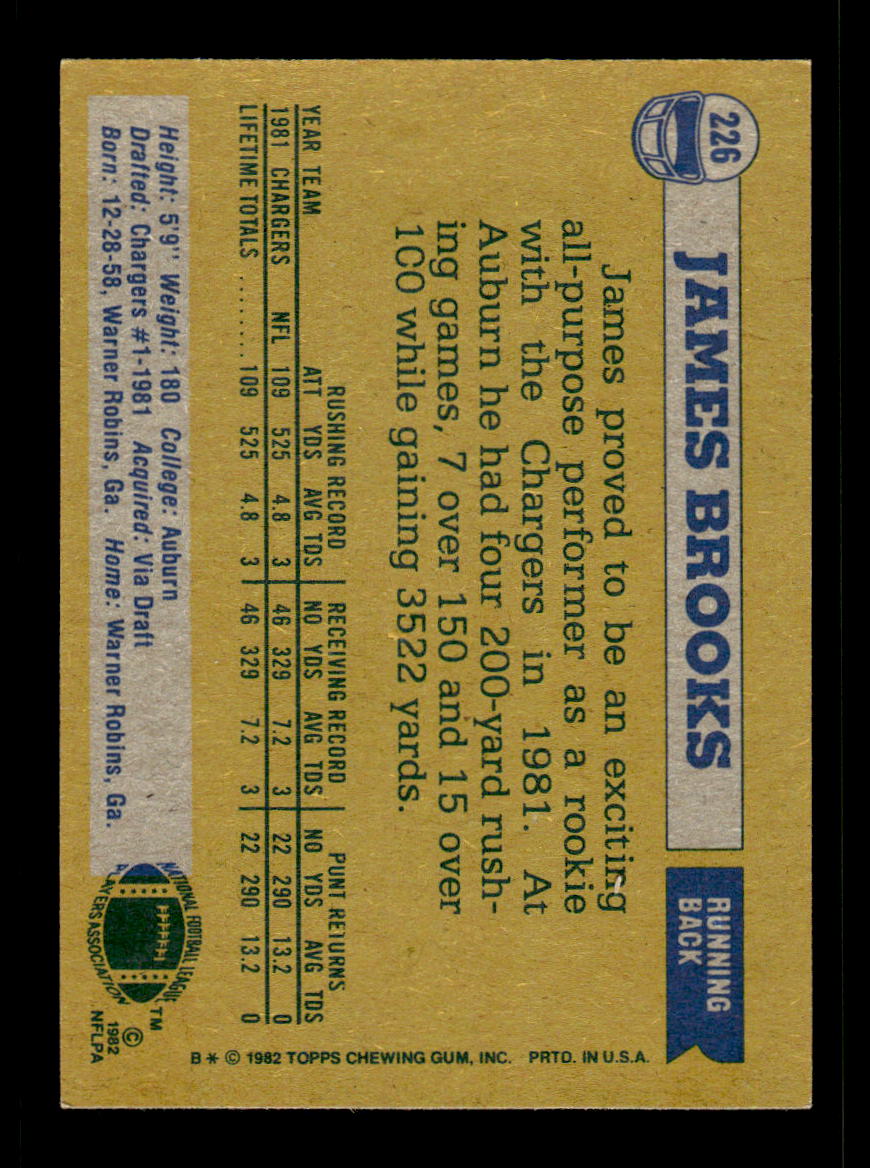 226
JAMES BROOKS
RUNNING
BACK
James proved to be an exciting
all-purpose performer as a rookie
with the Chargers in 1981. At
Auburn he had four 200-yard rush-
ing games, 7 over 150 and 15 over
100 while gaining 3522 yards.
RUSHING RECORD RECEIVING RECORD PUNT RETURNS
YEAR TEAM ATT YDS AVG TDS NO YDS AVG TDS NO YDS AVG TDS
1981 CHARGERS NFL 109 525 4.8 3 46 329 7.2 3 22 290 13.2 0
LIFETIME TOTALS ........ 109 525 4.8 3 46 329 7.2 3 22 290 13.2 0
Height: 5'9" Weight: 180 College: Auburn
Drafted: Chargers #1-1981 Acquired: Via Draft
Born: 12-28-58, Warner Robins, Ga. Home: Warner Robins, Ga.
NATIONAL FOOTBALL LEAGUE
PLAYERS ASSOCIATION
TM
©
1982
NFLPA
B * © 1982 TOPPS CHEWING GUM, INC. PRTD. IN U.S.A.